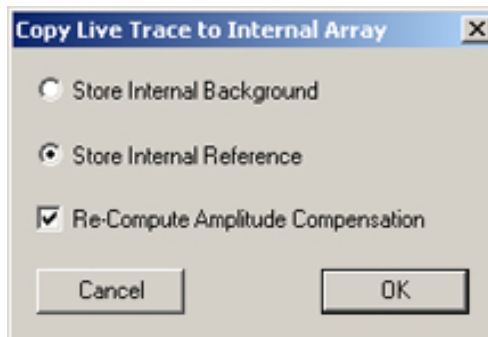 Copy Live Trace to Internal Array
Store Internal Background
Store Internal Reference
Re-Compute Amplitude Compensation
Cancel
OK